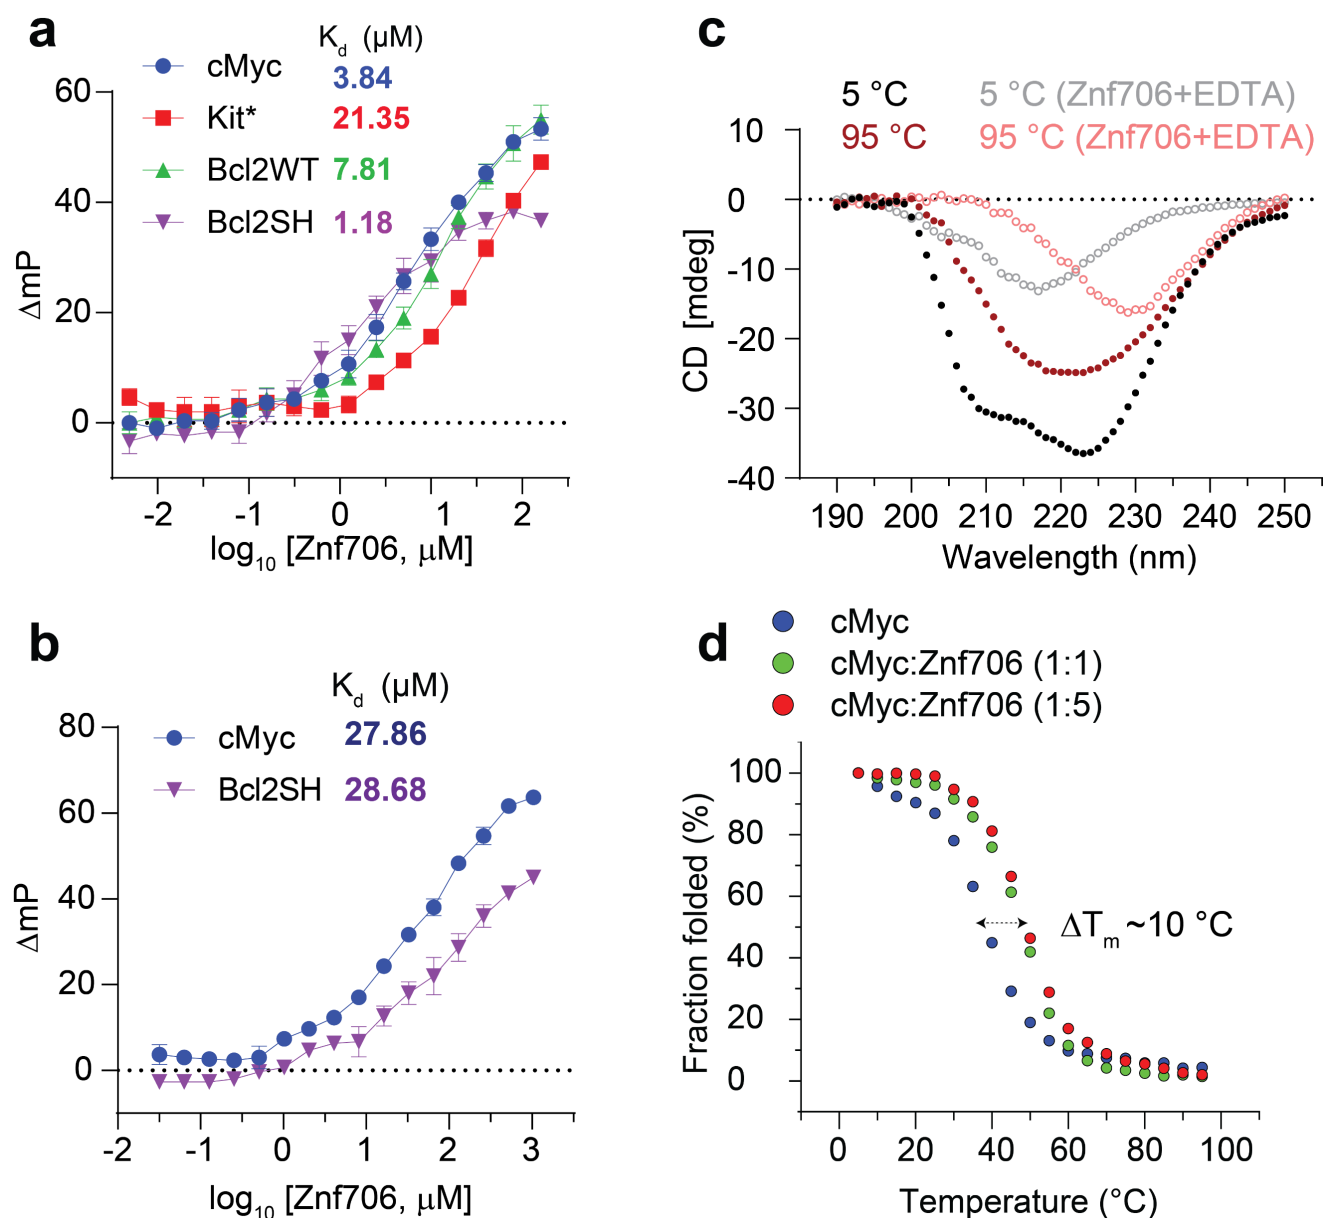 a
K_d (μM)
cMyc 3.84
Kit* 21.35
Bcl2WT 7.81
Bcl2SH 1.18
60
40
20
0
ΔmP
-2 -1 0 1 2
log₁₀ [Znf706, μM]
b
K_d (μM)
cMyc 27.86
Bcl2SH 28.68
80
60
40
20
0
ΔmP
-2 -1 0 1 2 3
log₁₀ [Znf706, μM]
c
5 °C 5 °C (Znf706+EDTA)
95 °C 95 °C (Znf706+EDTA)
10
0
-10
-20
-30
-40
CD [mdeg]
190 200 210 220 230 240 250
Wavelength (nm)
d
cMyc
cMyc:Znf706 (1:1)
cMyc:Znf706 (1:5)
100
80
60
40
20
0
Fraction folded (%)
ΔT_m ~10 °C
0 20 40 60 80 100
Temperature (°C)